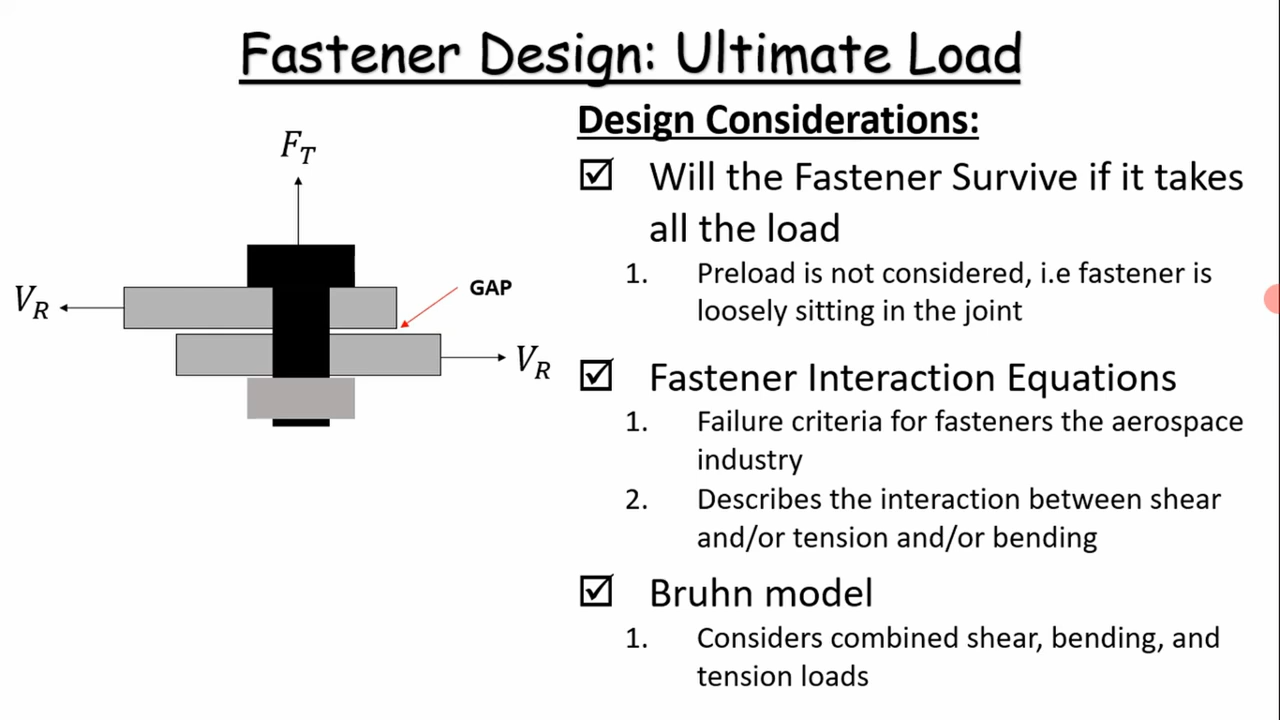 Fastener Design: Ultimate Load
Design Considerations:
F_T
V_R
GAP
V_R
☑ Will the Fastener Survive if it takes
all the load
1. Preload is not considered, i.e fastener is
loosely sitting in the joint
☑ Fastener Interaction Equations
1. Failure criteria for fasteners the aerospace
industry
2. Describes the interaction between shear
and/or tension and/or bending
☑ Bruhn model
1. Considers combined shear, bending, and
tension loads